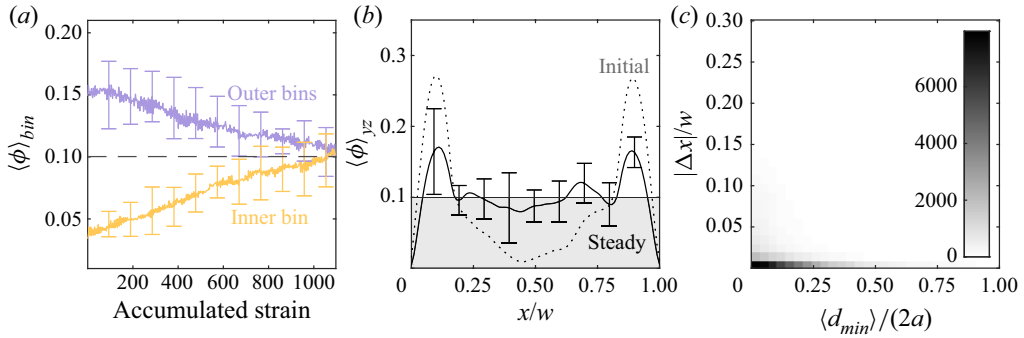 (a)
0.20
0.15
0.10
0.05
⟨ϕ⟩bin
Outer bins
Inner bin
200 400 600 800 1000
Accumulated strain
(b)
0.3
0.2
0.1
0
⟨ϕ⟩yz
Initial
Steady
0.25 0.50 0.75 1.00
x/w
(c)
0.30
0.25
0.20
0.15
0.10
0.05
0
|Δx|/w
6000
4000
2000
0
0.25 0.50 0.75 1.00
⟨dmin⟩/(2a)